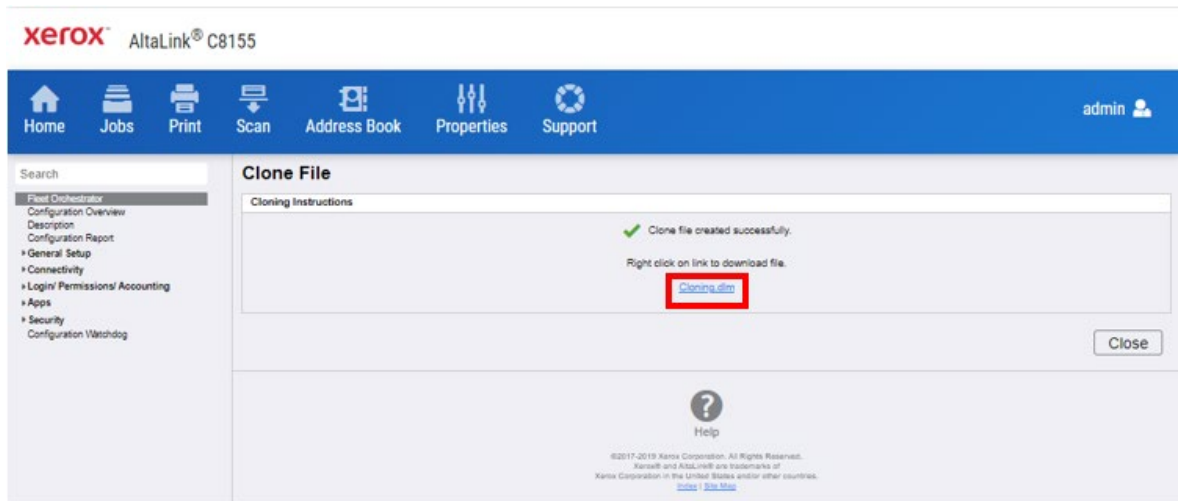 xerox™ AltaLink® C8155
Home Jobs Print Scan Address Book Properties Support
admin
Search
Fleet Orchestrator
Configuration Overview
Description
Configuration Report
General Setup
Connectivity
Login/ Permissions/ Accounting
Apps
Security
Configuration Watchdog
Clone File
Cloning Instructions
Clone file created successfully.
Right click on link to download file.
Cloning.dlm
Close
?
Help
©2017-2019 Xerox Corporation. All Rights Reserved.
Xerox® and AltaLink® are trademarks of
Xerox Corporation in the United States and/or other countries.
Index | Site Map